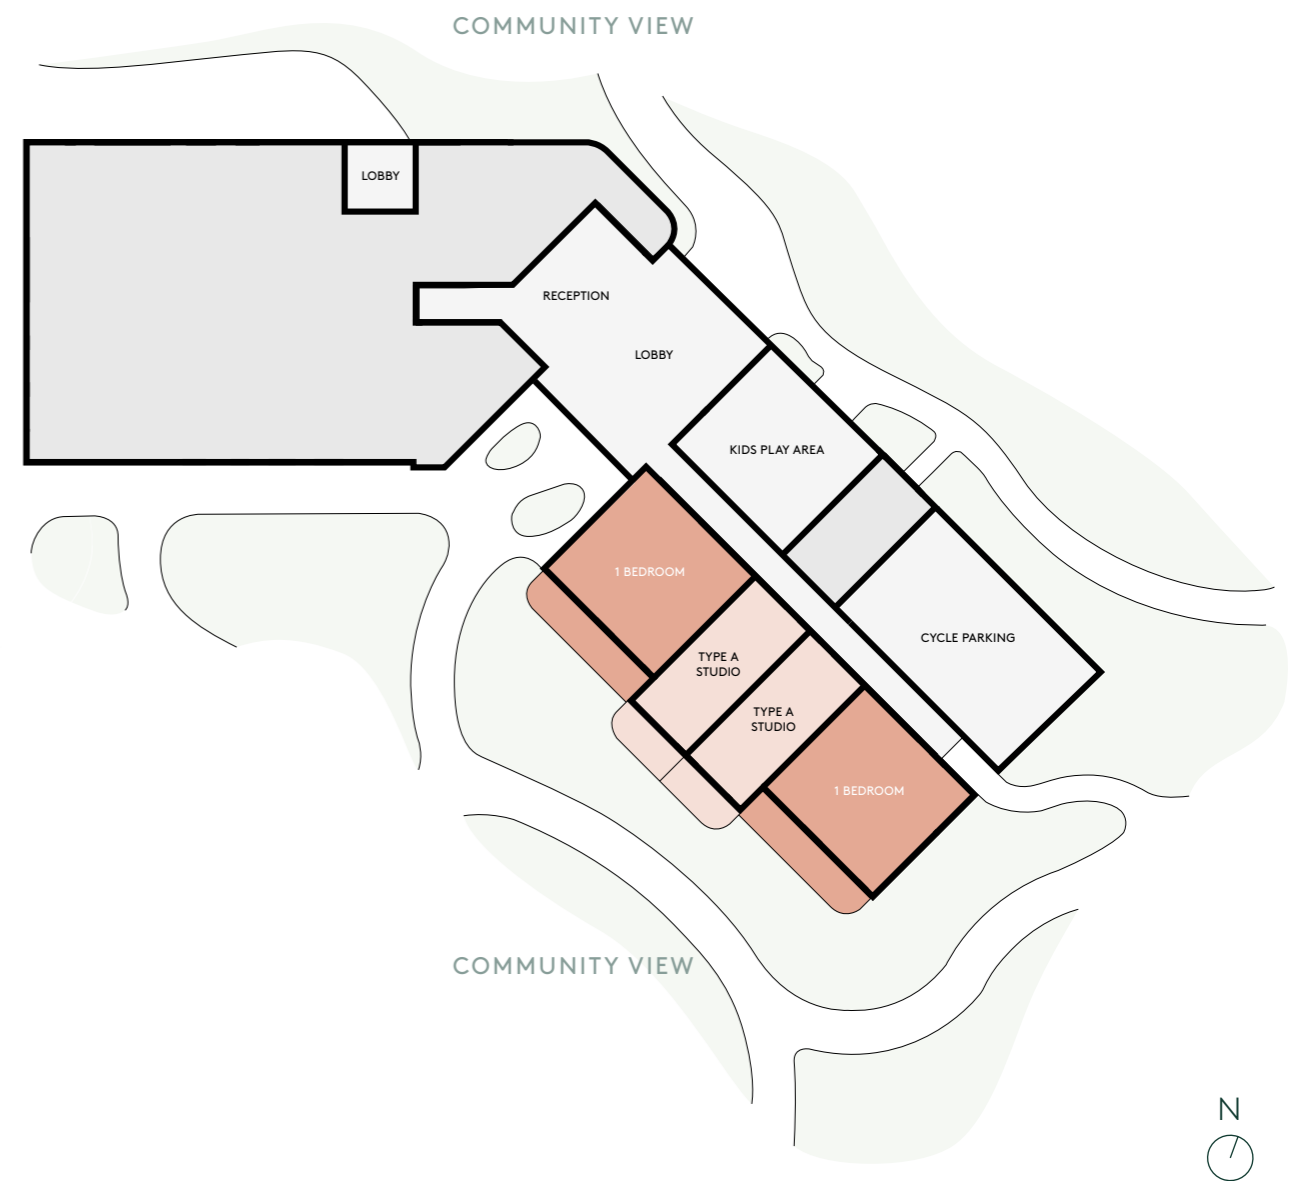 COMMUNITY VIEW
LOBBY
RECEPTION
LOBBY
KIDS PLAY AREA
1 BEDROOM
CYCLE PARKING
TYPE A
STUDIO
TYPE A
STUDIO
1 BEDROOM
COMMUNITY VIEW
N